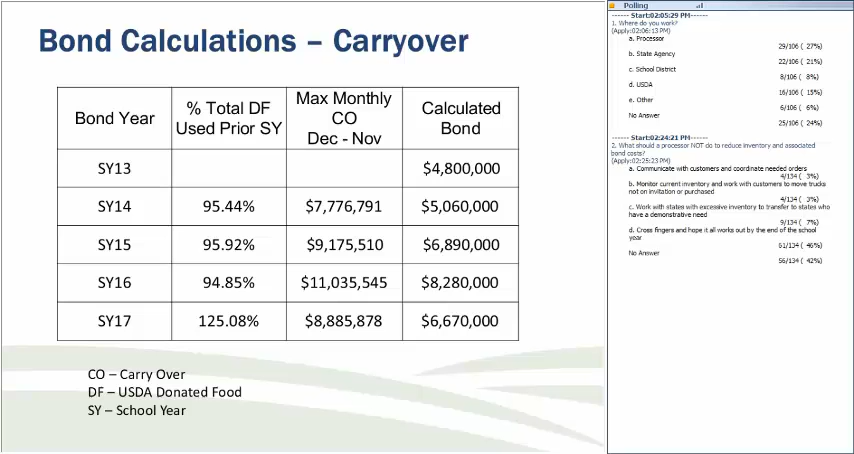 Bond Calculations – Carryover
Bond Year
% Total DF
Used Prior SY
Max Monthly
CO
Dec - Nov
Calculated
Bond
SY13
$4,800,000
SY14
95.44%
$7,776,791
$5,060,000
SY15
95.92%
$9,175,510
$6,890,000
SY16
94.85%
$11,035,545
$8,280,000
SY17
125.08%
$8,885,878
$6,670,000
CO – Carry Over
DF – USDA Donated Food
SY – School Year
Polling
------ Start:02:05:29 PM------
1. Where do you work?
(Apply:02:06:13 PM)
a. Processor
29/106 ( 27%)
b. State Agency
22/106 ( 21%)
c. School District
8/106 ( 8%)
d. USDA
16/106 ( 15%)
e. Other
6/106 ( 6%)
No Answer
25/106 ( 24%)
------ Start:02:24:21 PM------
2. What should a processor NOT do to reduce inventory and associated
bond costs?
(Apply:02:25:23 PM)
a. Communicate with customers and coordinate needed orders
4/134 ( 3%)
b. Monitor current inventory and work with customers to move trucks
not on invitation or purchased
4/134 ( 3%)
c. Work with states with excessive inventory to transfer to states who
have a demonstrative need
9/134 ( 7%)
d. Cross fingers and hope it all works out by the end of the school
year
61/134 ( 46%)
No Answer
56/134 ( 42%)